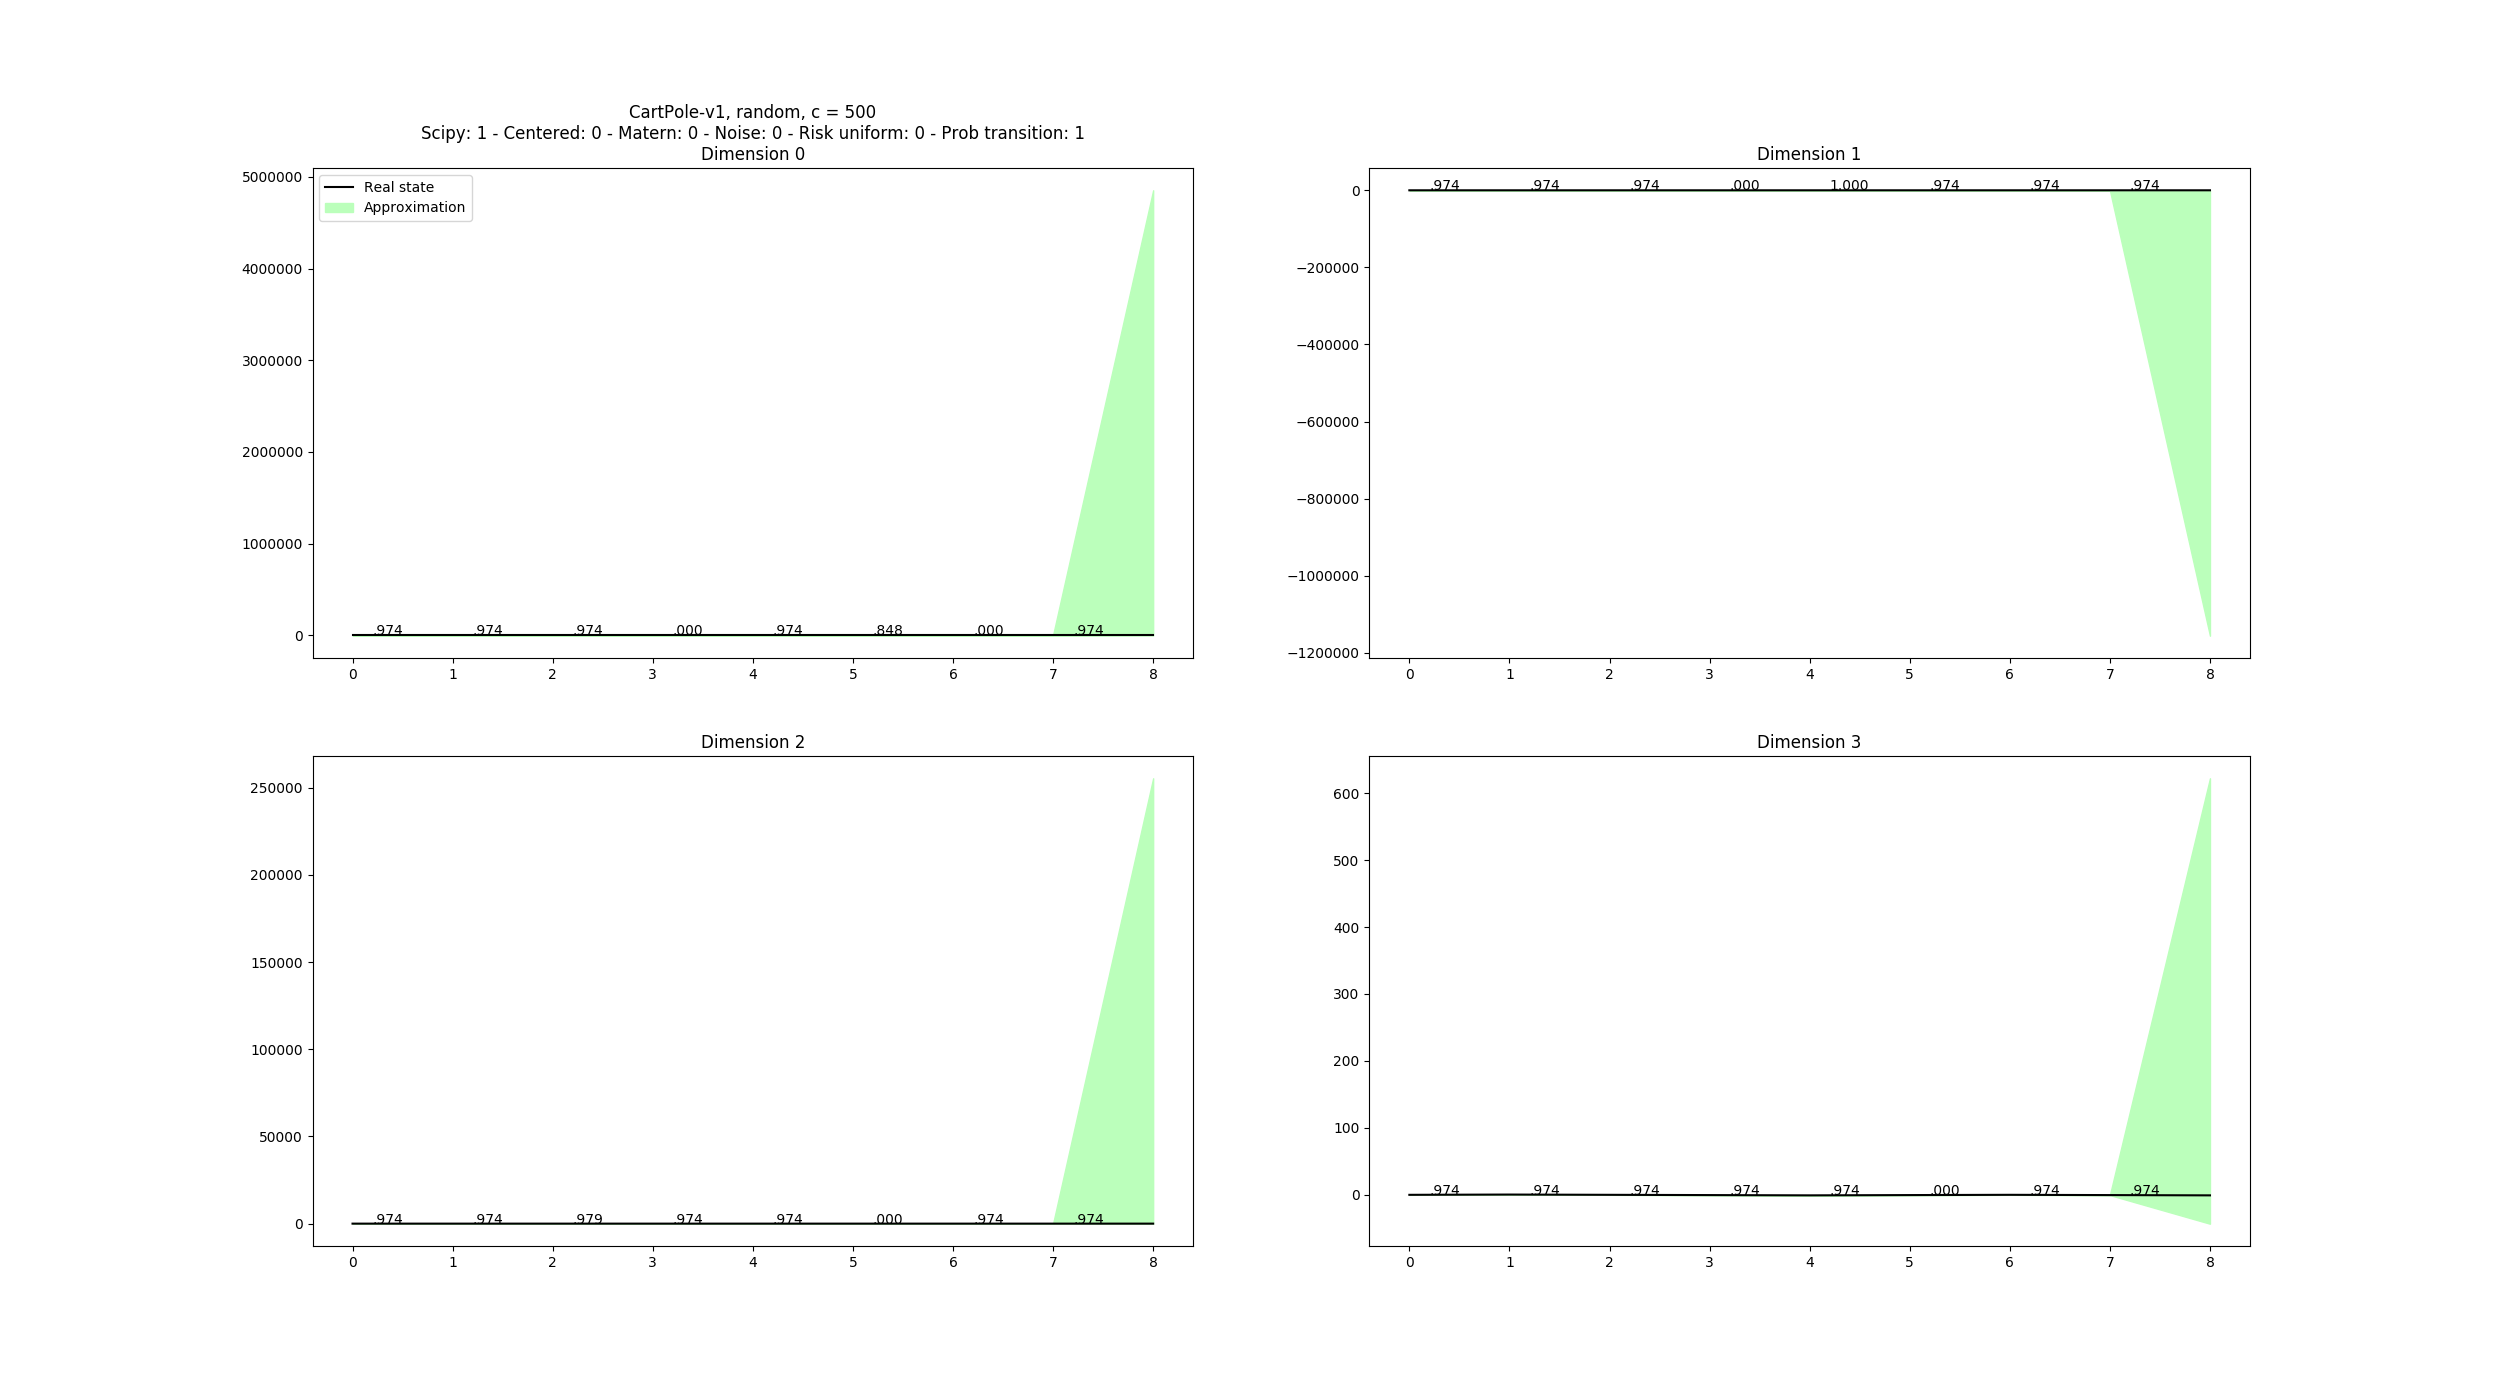 CartPole-v1, random, c = 500
Scipy: 1 - Centered: 0 - Matern: 0 - Noise: 0 - Risk uniform: 0 - Prob transition: 1
Dimension 0
5000000
4000000
3000000
2000000
1000000
0
Real state
Approximation
.974 .974 .974 .000 .974 .848 .000 .974
0 1 2 3 4 5 6 7 8
Dimension 1
0
−200000
−400000
−600000
−800000
−1000000
−1200000
.974 .974 .974 .000 1.000 .974 .974 .974
0 1 2 3 4 5 6 7 8
Dimension 2
250000
200000
150000
100000
50000
0
.974 .974 .979 .974 .974 .000 .974 .974
0 1 2 3 4 5 6 7 8
Dimension 3
600
500
400
300
200
100
0
.974 .974 .974 .974 .974 .000 .974 .974
0 1 2 3 4 5 6 7 8